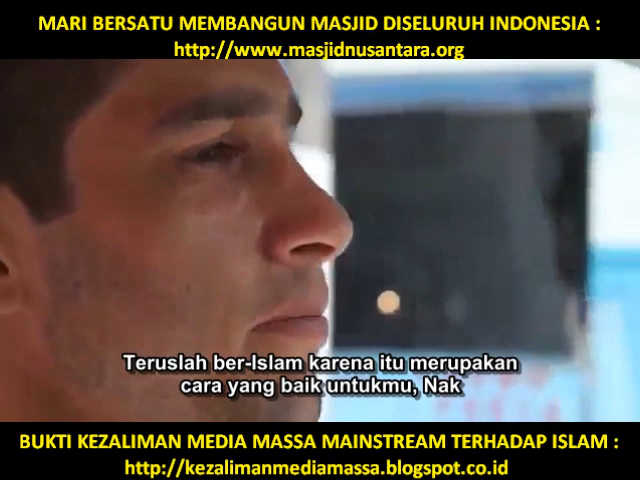 MARI BERSATU MEMBANGUN MASJID DISELURUH INDONESIA :
http://www.masjidnusantara.org
Teruslah ber-Islam karena itu merupakan
cara yang baik untukmu, Nak
BUKTI KEZALIMAN MEDIA MASSA MAINSTREAM TERHADAP ISLAM :
http://kezalimanmediamassa.blogspot.co.id